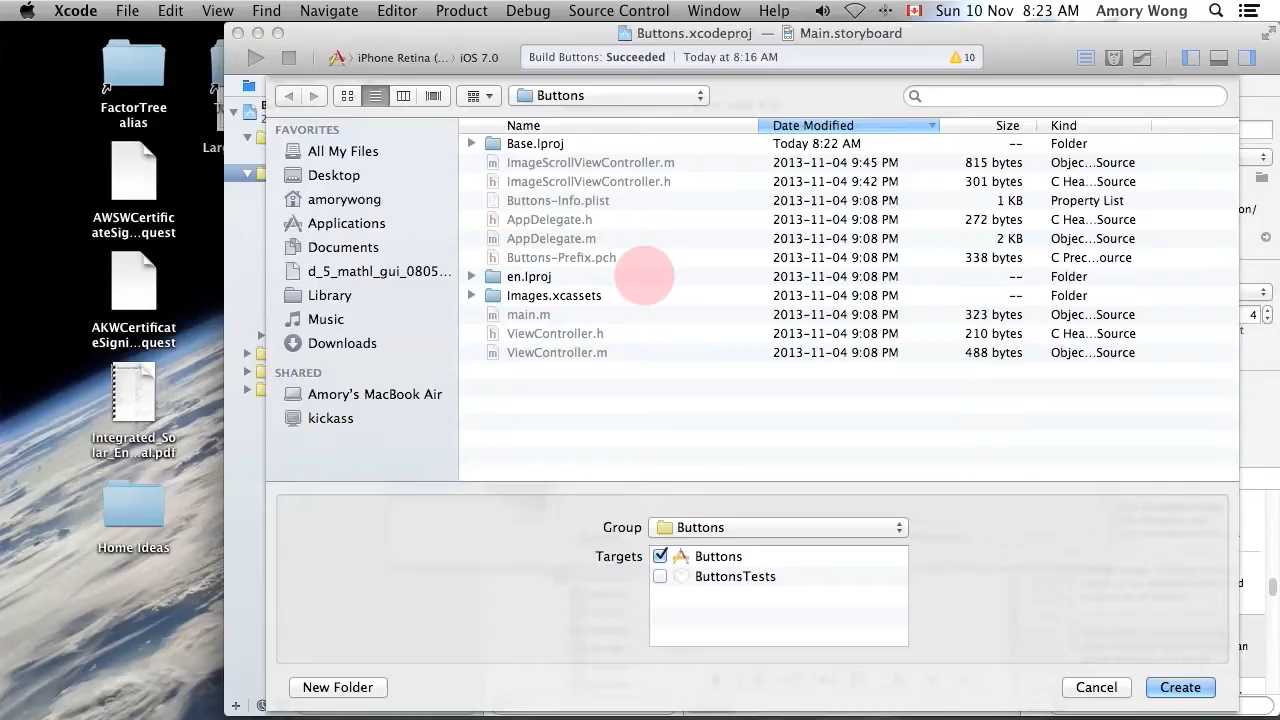 Xcode File Edit View Find Navigate Editor Product Debug Source Control Window Help Sun 10 Nov 8:23 AM Amory Wong
Buttons.xcodeproj — Main.storyboard
iPhone Retina (... iOS 7.0
Build Buttons: Succeeded Today at 8:16 AM 10
Buttons
FAVORITES
All My Files
Desktop
amorywong
Applications
Documents
d_5_mathl_gui_0805...
Library
Music
Downloads
SHARED
Amory's MacBook Air
kickass
Name Date Modified Size Kind
Base.lproj Today 8:22 AM -- Folder
ImageScrollViewController.m 2013-11-04 9:45 PM 815 bytes Objec...Source
ImageScrollViewController.h 2013-11-04 9:42 PM 301 bytes C Hea...Source
Buttons-Info.plist 2013-11-04 9:08 PM 1 KB Property List
AppDelegate.h 2013-11-04 9:08 PM 272 bytes C Hea...Source
AppDelegate.m 2013-11-04 9:08 PM 2 KB Objec...Source
Buttons-Prefix.pch 2013-11-04 9:08 PM 338 bytes C Prec...ource
en.lproj 2013-11-04 9:08 PM -- Folder
Images.xcassets 2013-11-04 9:08 PM -- Folder
main.m 2013-11-04 9:08 PM 323 bytes Objec...Source
ViewController.h 2013-11-04 9:08 PM 210 bytes C Hea...Source
ViewController.m 2013-11-04 9:08 PM 488 bytes Objec...Source
Group Buttons
Targets Buttons
ButtonsTests
New Folder Cancel Create
FactorTree
alias
AWSWCertific
ateSig...quest
AKWCertificat
eSigni...quest
Integrated_So
lar_En...al.pdf
Home Ideas